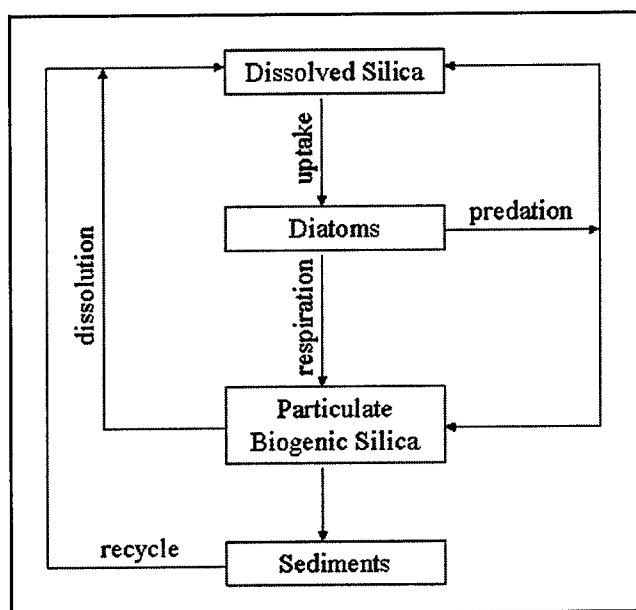 Dissolved Silica
uptake
Diatoms
predation
dissolution
respiration
Particulate
Biogenic Silica
recycle
Sediments